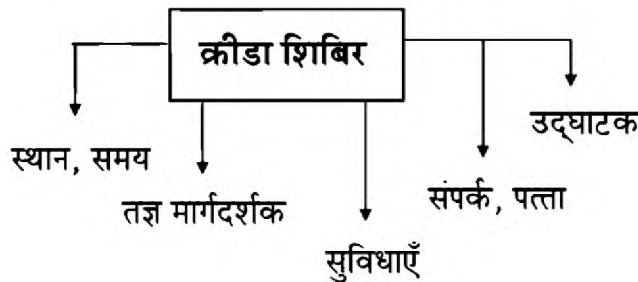 क्रीडा शिबिर
उद्‌घाटक
स्थान, समय
संपर्क, पत्ता
तज्ञ मार्गदर्शक
सुविधाएँ